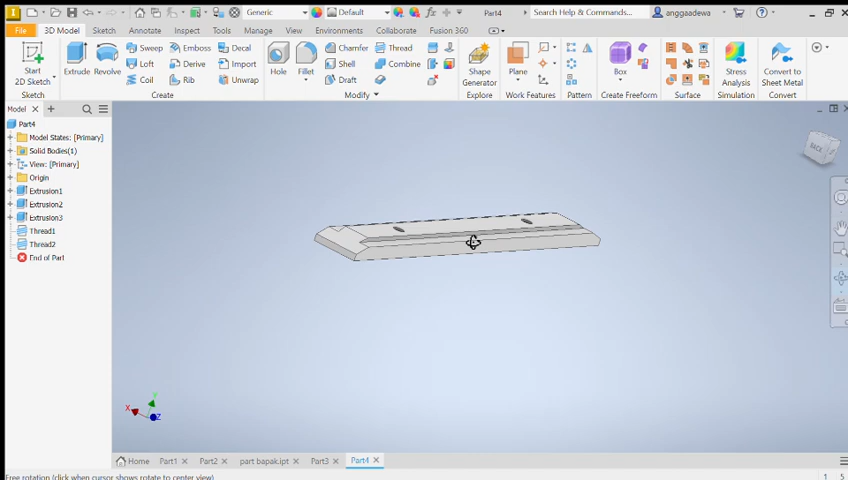 Generic Default Part4 Search Help & Commands... anggaadewa
File 3D Model Sketch Annotate Inspect Tools Manage View Environments Collaborate Fusion 360
Start
2D Sketch
Extrude Revolve
Sweep Emboss Decal
Loft Derive Import
Coil Rib Unwrap
Hole Fillet
Chamfer Thread
Shell Combine
Draft
Shape
Generator
Plane
Box
Stress
Analysis
Convert to
Sheet Metal
Sketch Create Modify Explore Work Features Pattern Create Freeform Surface Simulation Convert
Model
Part4
Model States: [Primary]
Solid Bodies(1)
View: [Primary]
Origin
Extrusion1
Extrusion2
Extrusion3
Thread1
Thread2
End of Part
BACK
X Y Z
Home Part1 Part2 part bapak.ipt Part3 Part4
Free rotation (click when cursor shows rotate to center view) 1 5